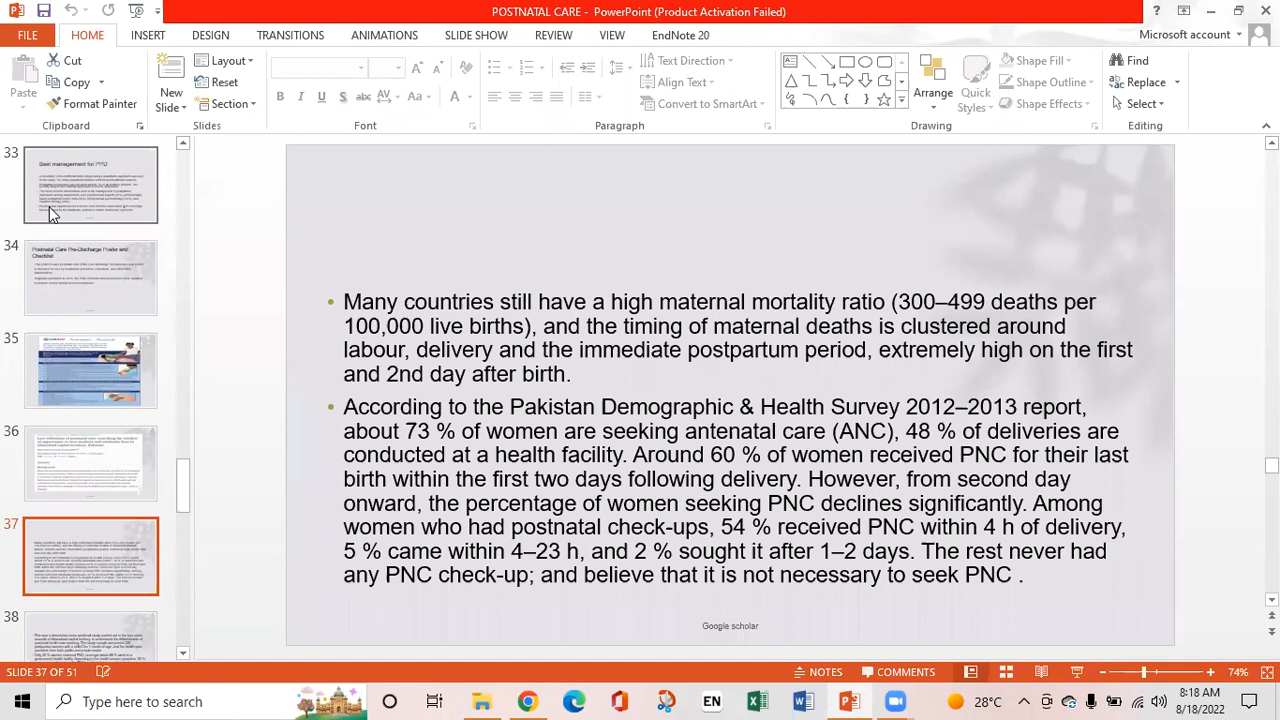 POSTNATAL CARE - PowerPoint (Product Activation Failed)
FILE HOME INSERT DESIGN TRANSITIONS ANIMATIONS SLIDE SHOW REVIEW VIEW EndNote 20 Microsoft account
Paste
Cut
Copy
Format Painter
Clipboard
New
Slide
Layout
Reset
Section
Slides
Font
Text Direction
Align Text
Convert to SmartArt
Paragraph
Arrange
Quick
Styles
Shape Fill
Shape Outline
Shape Effects
Drawing
Find
Replace
Select
Editing
33
Best management for PPD
34
Postnatal Care Pre-Discharge Poster and
Checklist
35
36
37
38
Many countries still have a high maternal mortality ratio (300–499 deaths per
100,000 live births), and the timing of maternal deaths is clustered around
labour, delivery and the immediate postpartum period, extremely high on the first
and 2nd day after birth.
According to the Pakistan Demographic & Health Survey 2012–2013 report,
about 73 % of women are seeking antenatal care (ANC), 48 % of deliveries are
conducted at a health facility. Around 60 % of women received PNC for their last
birth within the first two days following delivery. However, from second day
onward, the percentage of women seeking PNC declines significantly. Among
women who had postnatal check-ups, 54 % received PNC within 4 h of delivery,
5 % came within 4–23 h, and 2 % sought it after 1–2 days. The rest never had
any PNC check-up; and believe that it is not necessary to seek PNC .
Google scholar
SLIDE 37 OF 51 NOTES COMMENTS 74%
Type here to search EN 28°C 8:18 AM
8/18/2022